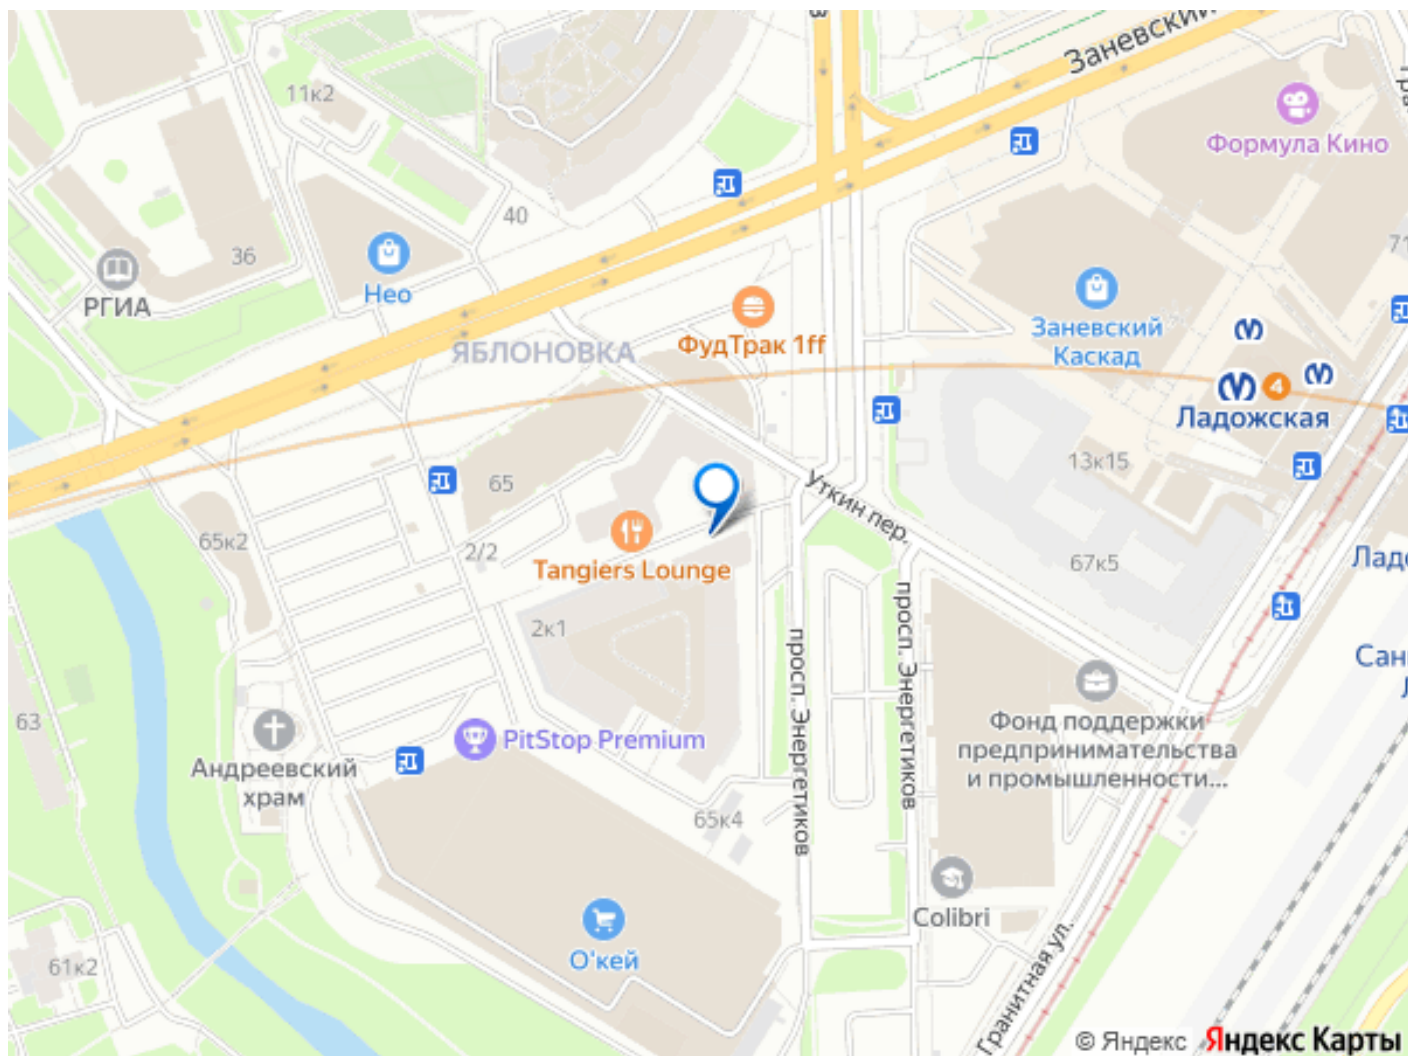 Заневский
11к2
Формула Кино
40
36
71
Нео
РГИА
ФудТрак 1ff
ЯБЛОНОВКА
Заневский
Каскад
4
Ладожская
13к15
65
Уткин пер.
65к2
2/2
Tangiers Lounge
67к5
2к1
просп. Энергетиков
просп. Энергетиков
63
PitStop Premium
Андреевский
храм
Фонд поддержки
предпринимательства
и промышленности...
65к4
Colibri
О'кей
61к2
Гранитная ул.
© Яндекс Яндекс Карты